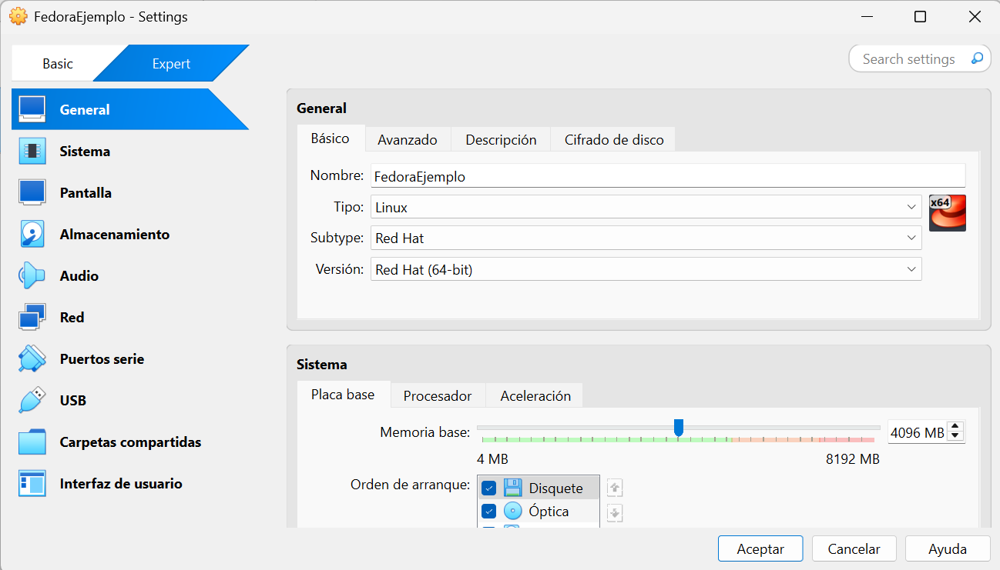 FedoraEjemplo - Settings
Basic
Expert
Search settings
General
Sistema
Pantalla
Almacenamiento
Audio
Red
Puertos serie
USB
Carpetas compartidas
Interfaz de usuario
General
Básico
Avanzado
Descripción
Cifrado de disco
Nombre: FedoraEjemplo
Tipo: Linux
x64
Subtype: Red Hat
Versión: Red Hat (64-bit)
Sistema
Placa base
Procesador
Aceleración
Memoria base:
4096 MB
4 MB
8192 MB
Orden de arranque:
Disquete
Óptica
Aceptar
Cancelar
Ayuda